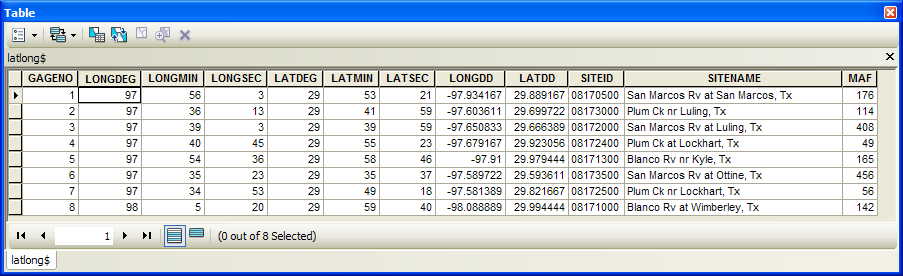 Table
latlong$
GAGENO LONGDEG LONGMIN LONGSEC LATDEG LATMIN LATSEC LONGDD LATDD SITEID SITENAME MAF
1 97 56 3 29 53 21 -97.934167 29.889167 08170500 San Marcos Rv at San Marcos, Tx 176
2 97 36 13 29 41 59 -97.603611 29.699722 08173000 Plum Ck nr Luling, Tx 114
3 97 39 3 29 39 59 -97.650833 29.666389 08172000 San Marcos Rv at Luling, Tx 408
4 97 40 45 29 55 23 -97.679167 29.923056 08172400 Plum Ck at Lockhart, Tx 49
5 97 54 36 29 58 46 -97.91 29.979444 08171300 Blanco Rv nr Kyle, Tx 165
6 97 35 23 29 35 37 -97.589722 29.593611 08173500 San Marcos Rv at Ottine, Tx 456
7 97 34 53 29 49 18 -97.581389 29.821667 08172500 Plum Ck nr Lockhart, Tx 56
8 98 5 20 29 59 40 -98.088889 29.994444 08171000 Blanco Rv at Wimberley, Tx 142
1 (0 out of 8 Selected)
latlong$